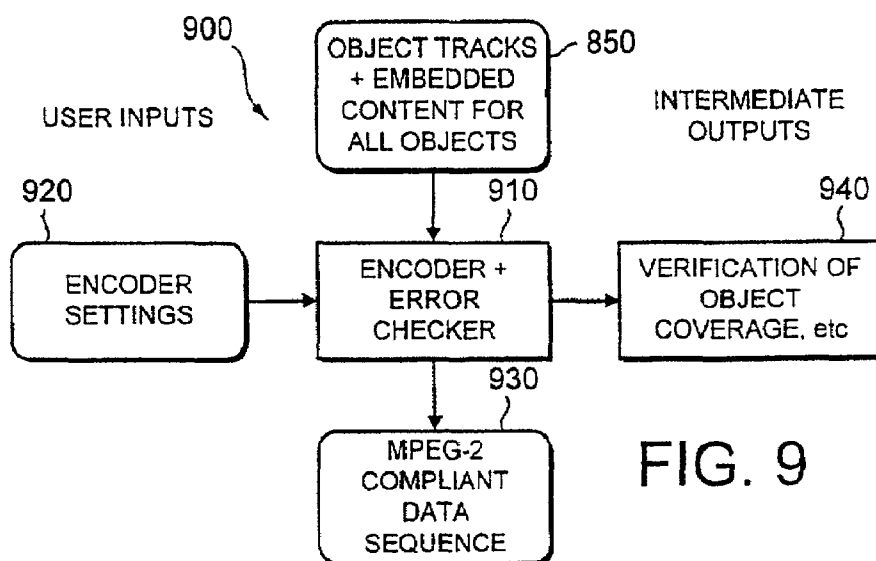 900
OBJECT TRACKS
+ EMBEDDED
CONTENT FOR
ALL OBJECTS
850
USER INPUTS
INTERMEDIATE
OUTPUTS
920
ENCODER
SETTINGS
910
ENCODER +
ERROR
CHECKER
940
VERIFICATION OF
OBJECT
COVERAGE, etc
930
MPEG-2
COMPLIANT
DATA
SEQUENCE
FIG. 9